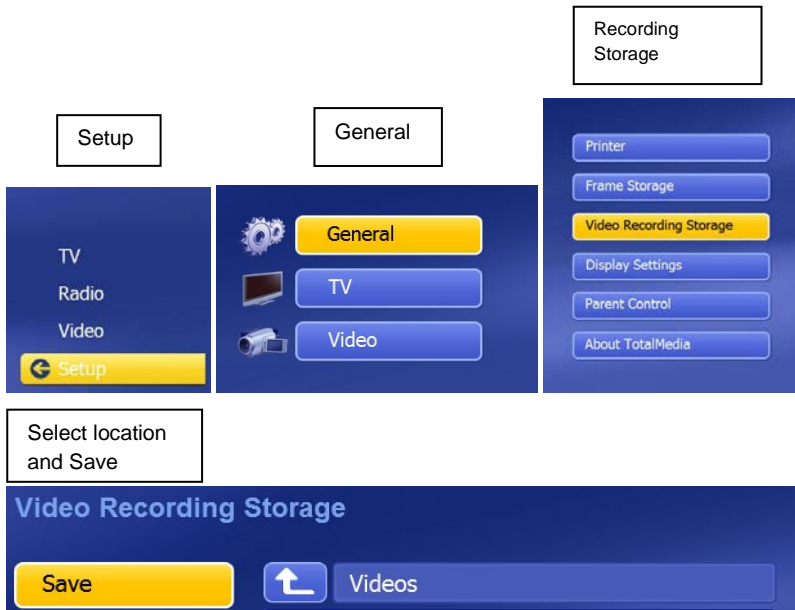 Recording
Storage
Setup
General
TV
Radio
Video
Setup
General
TV
Video
Printer
Frame Storage
Video Recording Storage
Display Settings
Parent Control
About TotalMedia
Select location
and Save
Video Recording Storage
Save
Videos